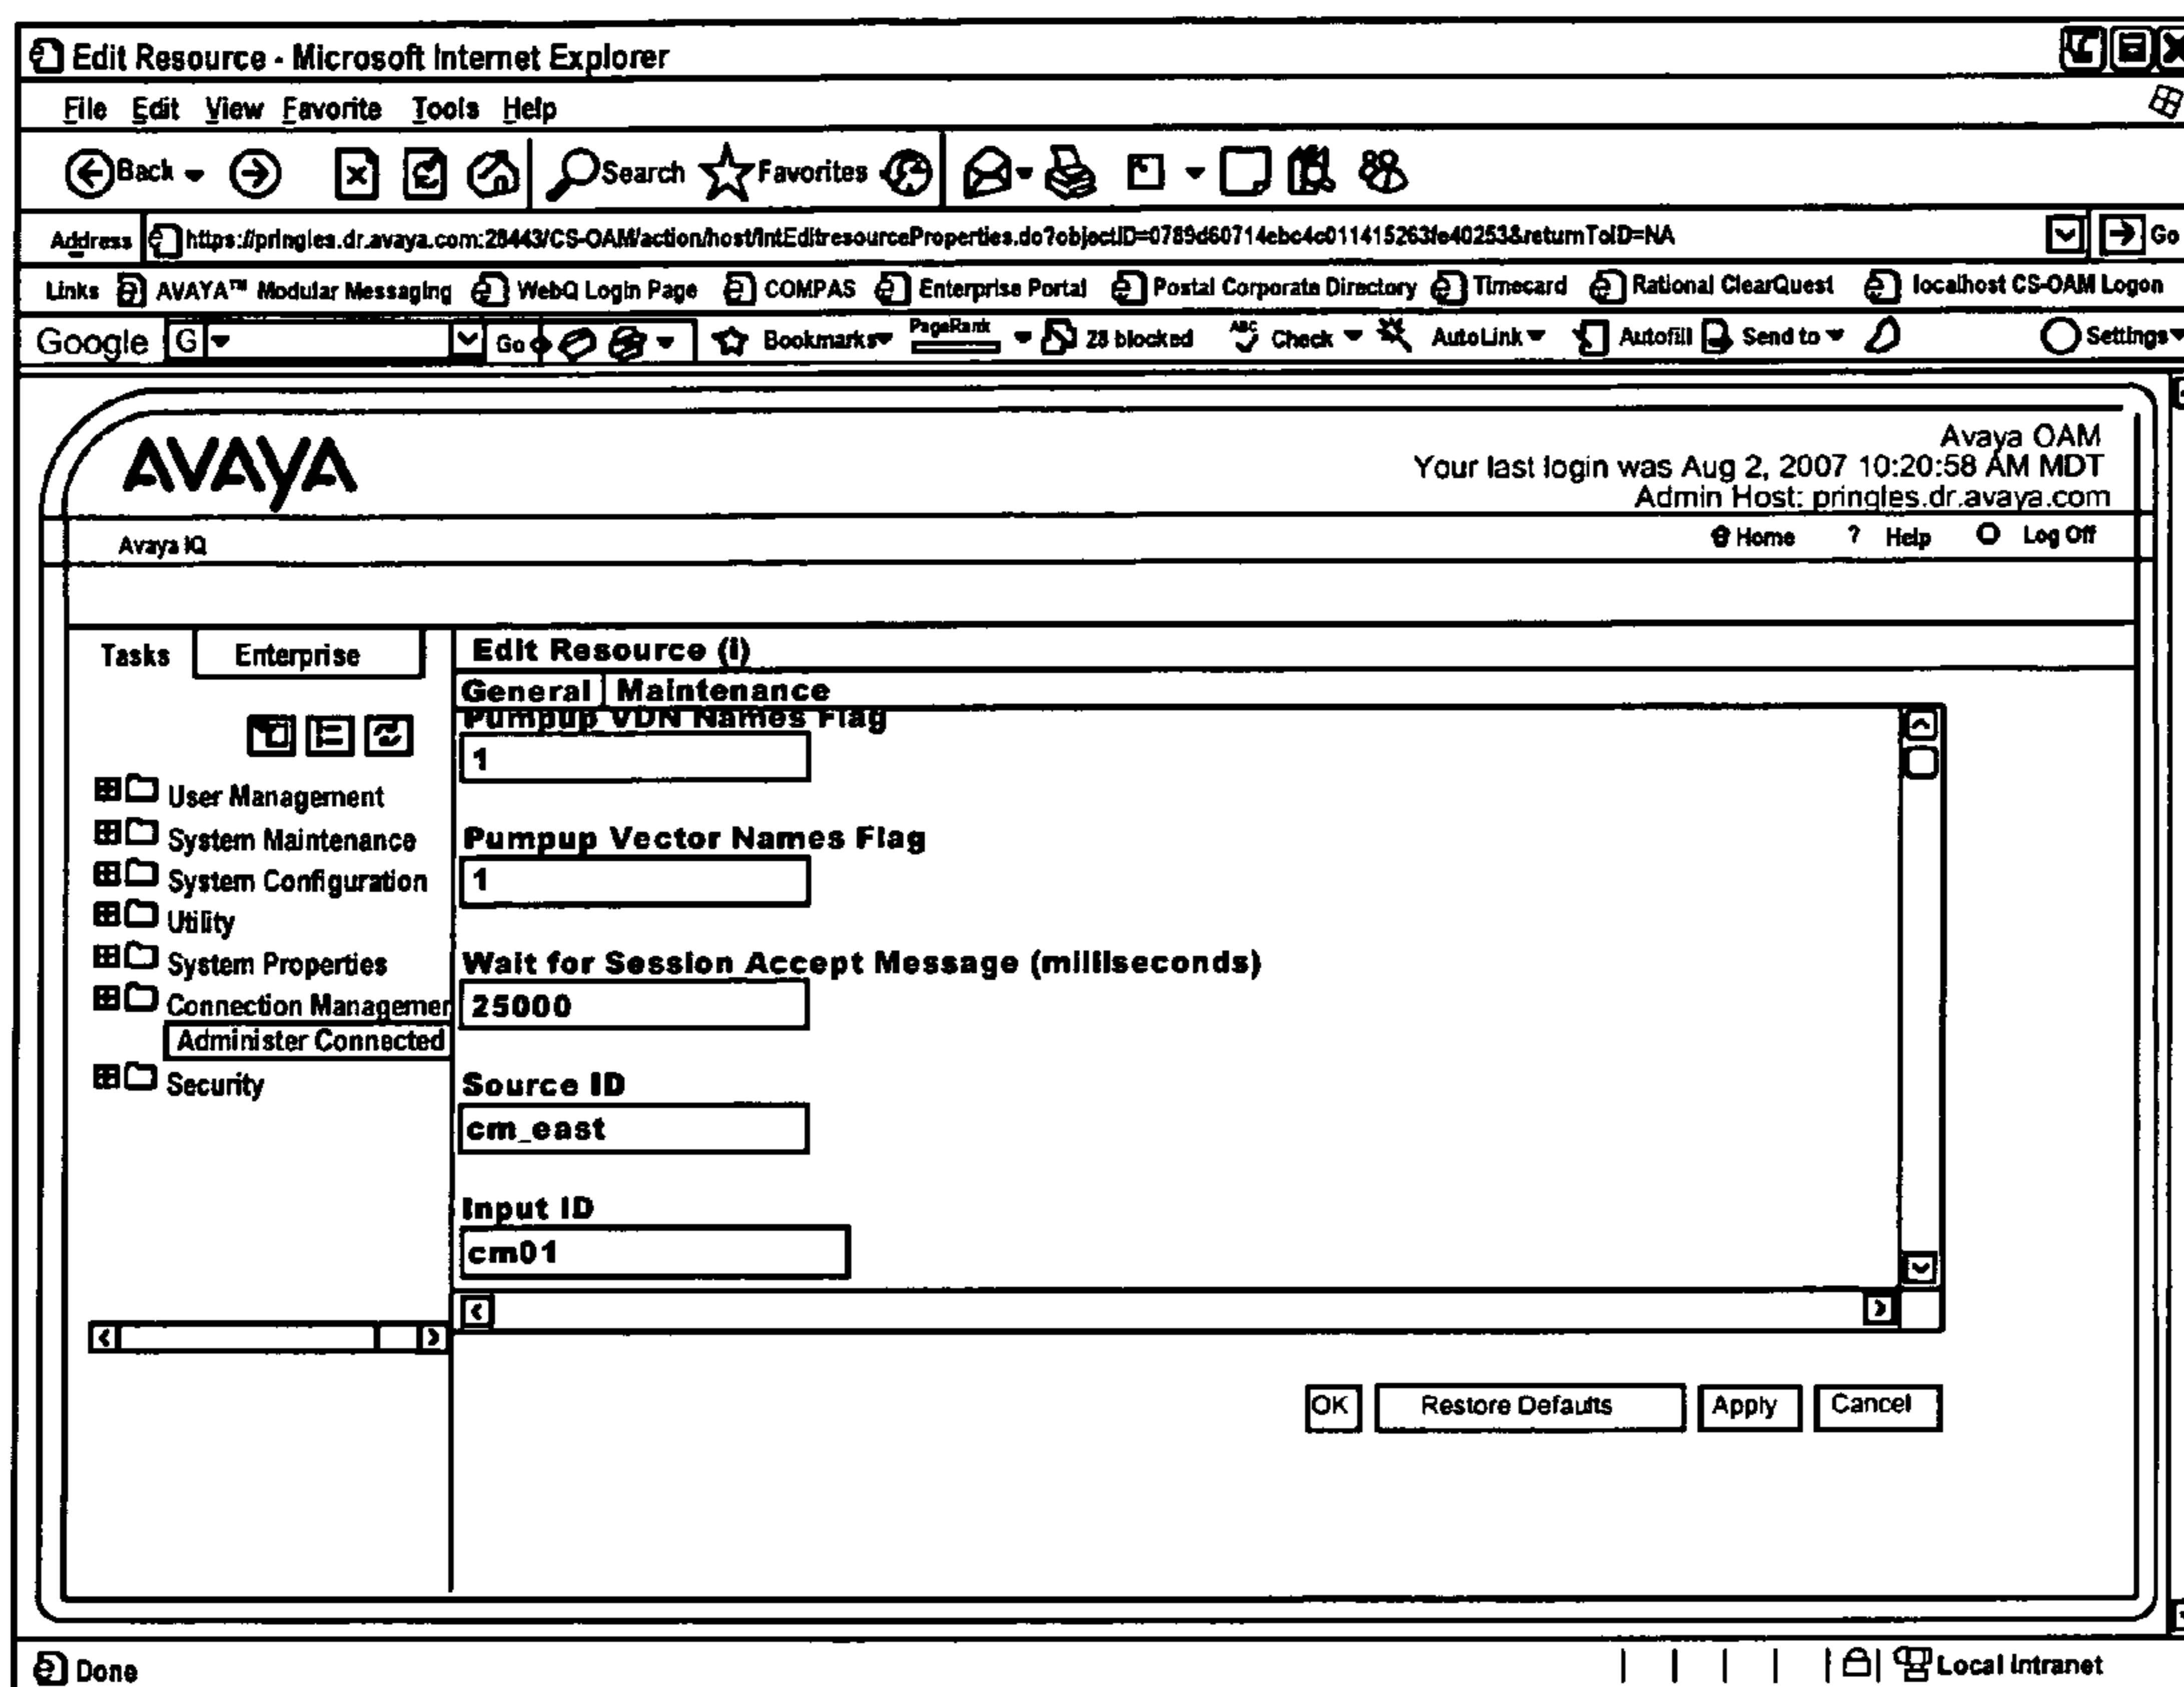 Edit Resource - Microsoft Internet Explorer
File Edit View Favorite Tools Help
Back Search Favorites
Address https://pringles.dr.avaya.com:28443/CS-OAM/action/host/IntEditresourceProperties.do?objectID=0789d60714ebc4c011415263fe40253&returnToID=NA Go
Links AVAYA™ Modular Messaging WebQ Login Page COMPAS Enterprise Portal Postal Corporate Directory Timecard Rational ClearQuest localhost CS-OAM Logon
Google G Go Bookmarks PageRank 28 blocked ABC Check AutoLink Autofill Send to Settings
AVAYA
Avaya OAM
Your last login was Aug 2, 2007 10:20:58 AM MDT
Admin Host: pringles.dr.avaya.com
Avaya IQ
Home ? Help Log Off
Tasks Enterprise
User Management
System Maintenance
System Configuration
Utility
System Properties
Connection Managemer
Administer Connected
Security
Edit Resource (i)
General Maintenance
Pumpup VDN Names Flag
1
Pumpup Vector Names Flag
1
Wait for Session Accept Message (milliseconds)
25000
Source ID
cm_east
Input ID
cm01
OK Restore Defaults Apply Cancel
Done Local intranet